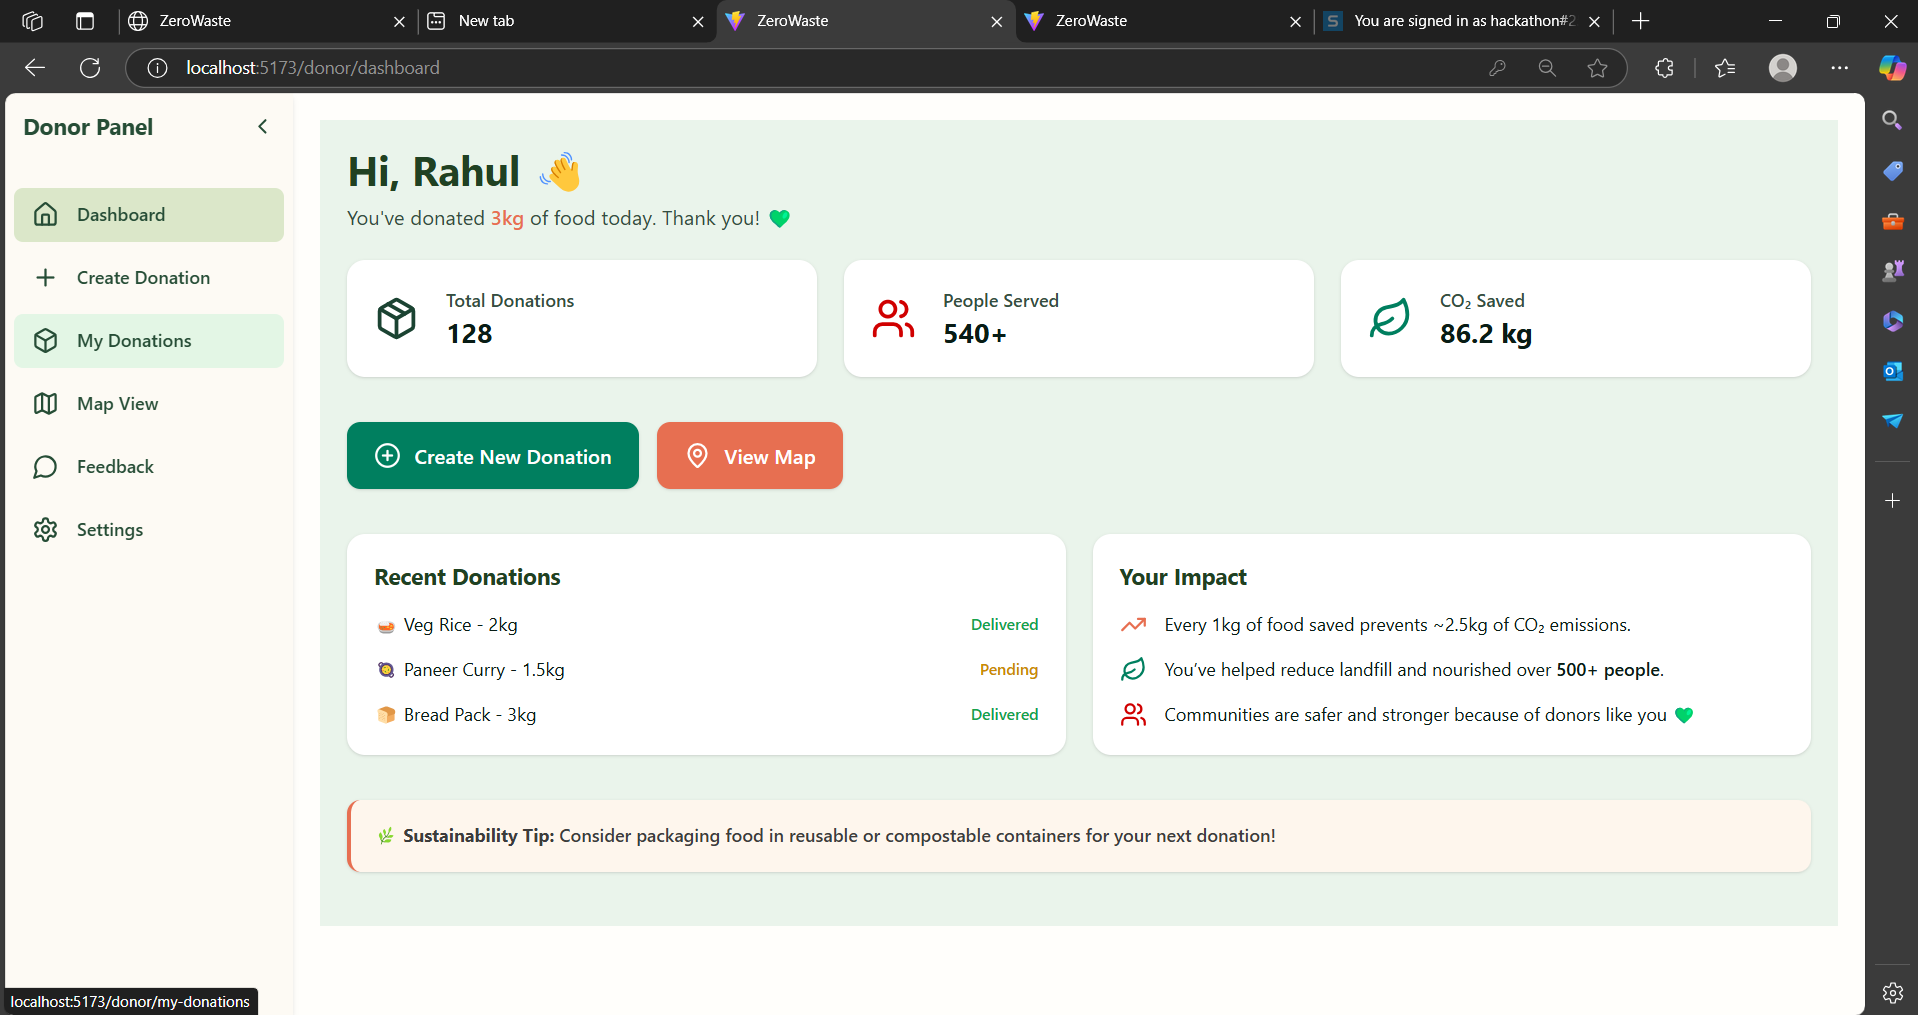 ZeroWaste
New tab
ZeroWaste
ZeroWaste
You are signed in as hackathon#2
localhost:5173/donor/dashboard
Donor Panel
Dashboard
Create Donation
My Donations
Map View
Feedback
Settings
Hi, Rahul 👋
You've donated 3kg of food today. Thank you! 💚
Total Donations
128
People Served
540+
CO₂ Saved
86.2 kg
Create New Donation
View Map
Recent Donations
Veg Rice - 2kg
Delivered
Paneer Curry - 1.5kg
Pending
Bread Pack - 3kg
Delivered
Your Impact
Every 1kg of food saved prevents ~2.5kg of CO₂ emissions.
You’ve helped reduce landfill and nourished over 500+ people.
Communities are safer and stronger because of donors like you 💚
🌿 Sustainability Tip: Consider packaging food in reusable or compostable containers for your next donation!
localhost:5173/donor/my-donations